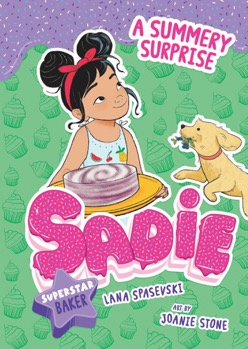 A SUMMERY
SURPRISE
SADiE
SUPERSTAR
BAKER
LANA SPASEVSKI
ART BY
JOANIE STONE